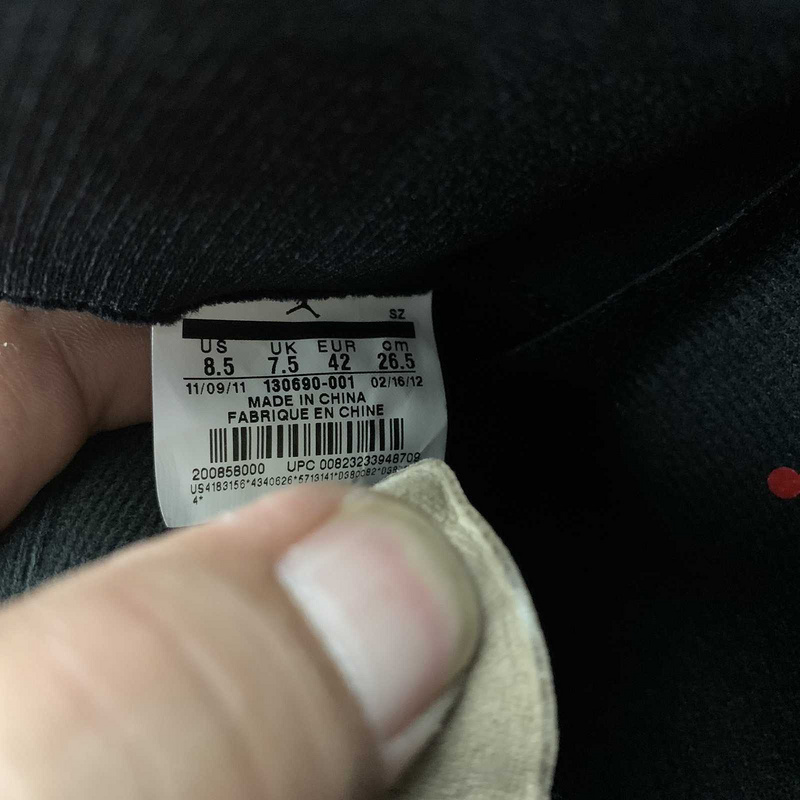 SZ
US UK EUR cm
8.5 7.5 42 26.5
11/09/11 130690-001 02/16/12
MADE IN CHINA
FABRIQUE EN CHINE
200858000 UPC 00823233948709
4*